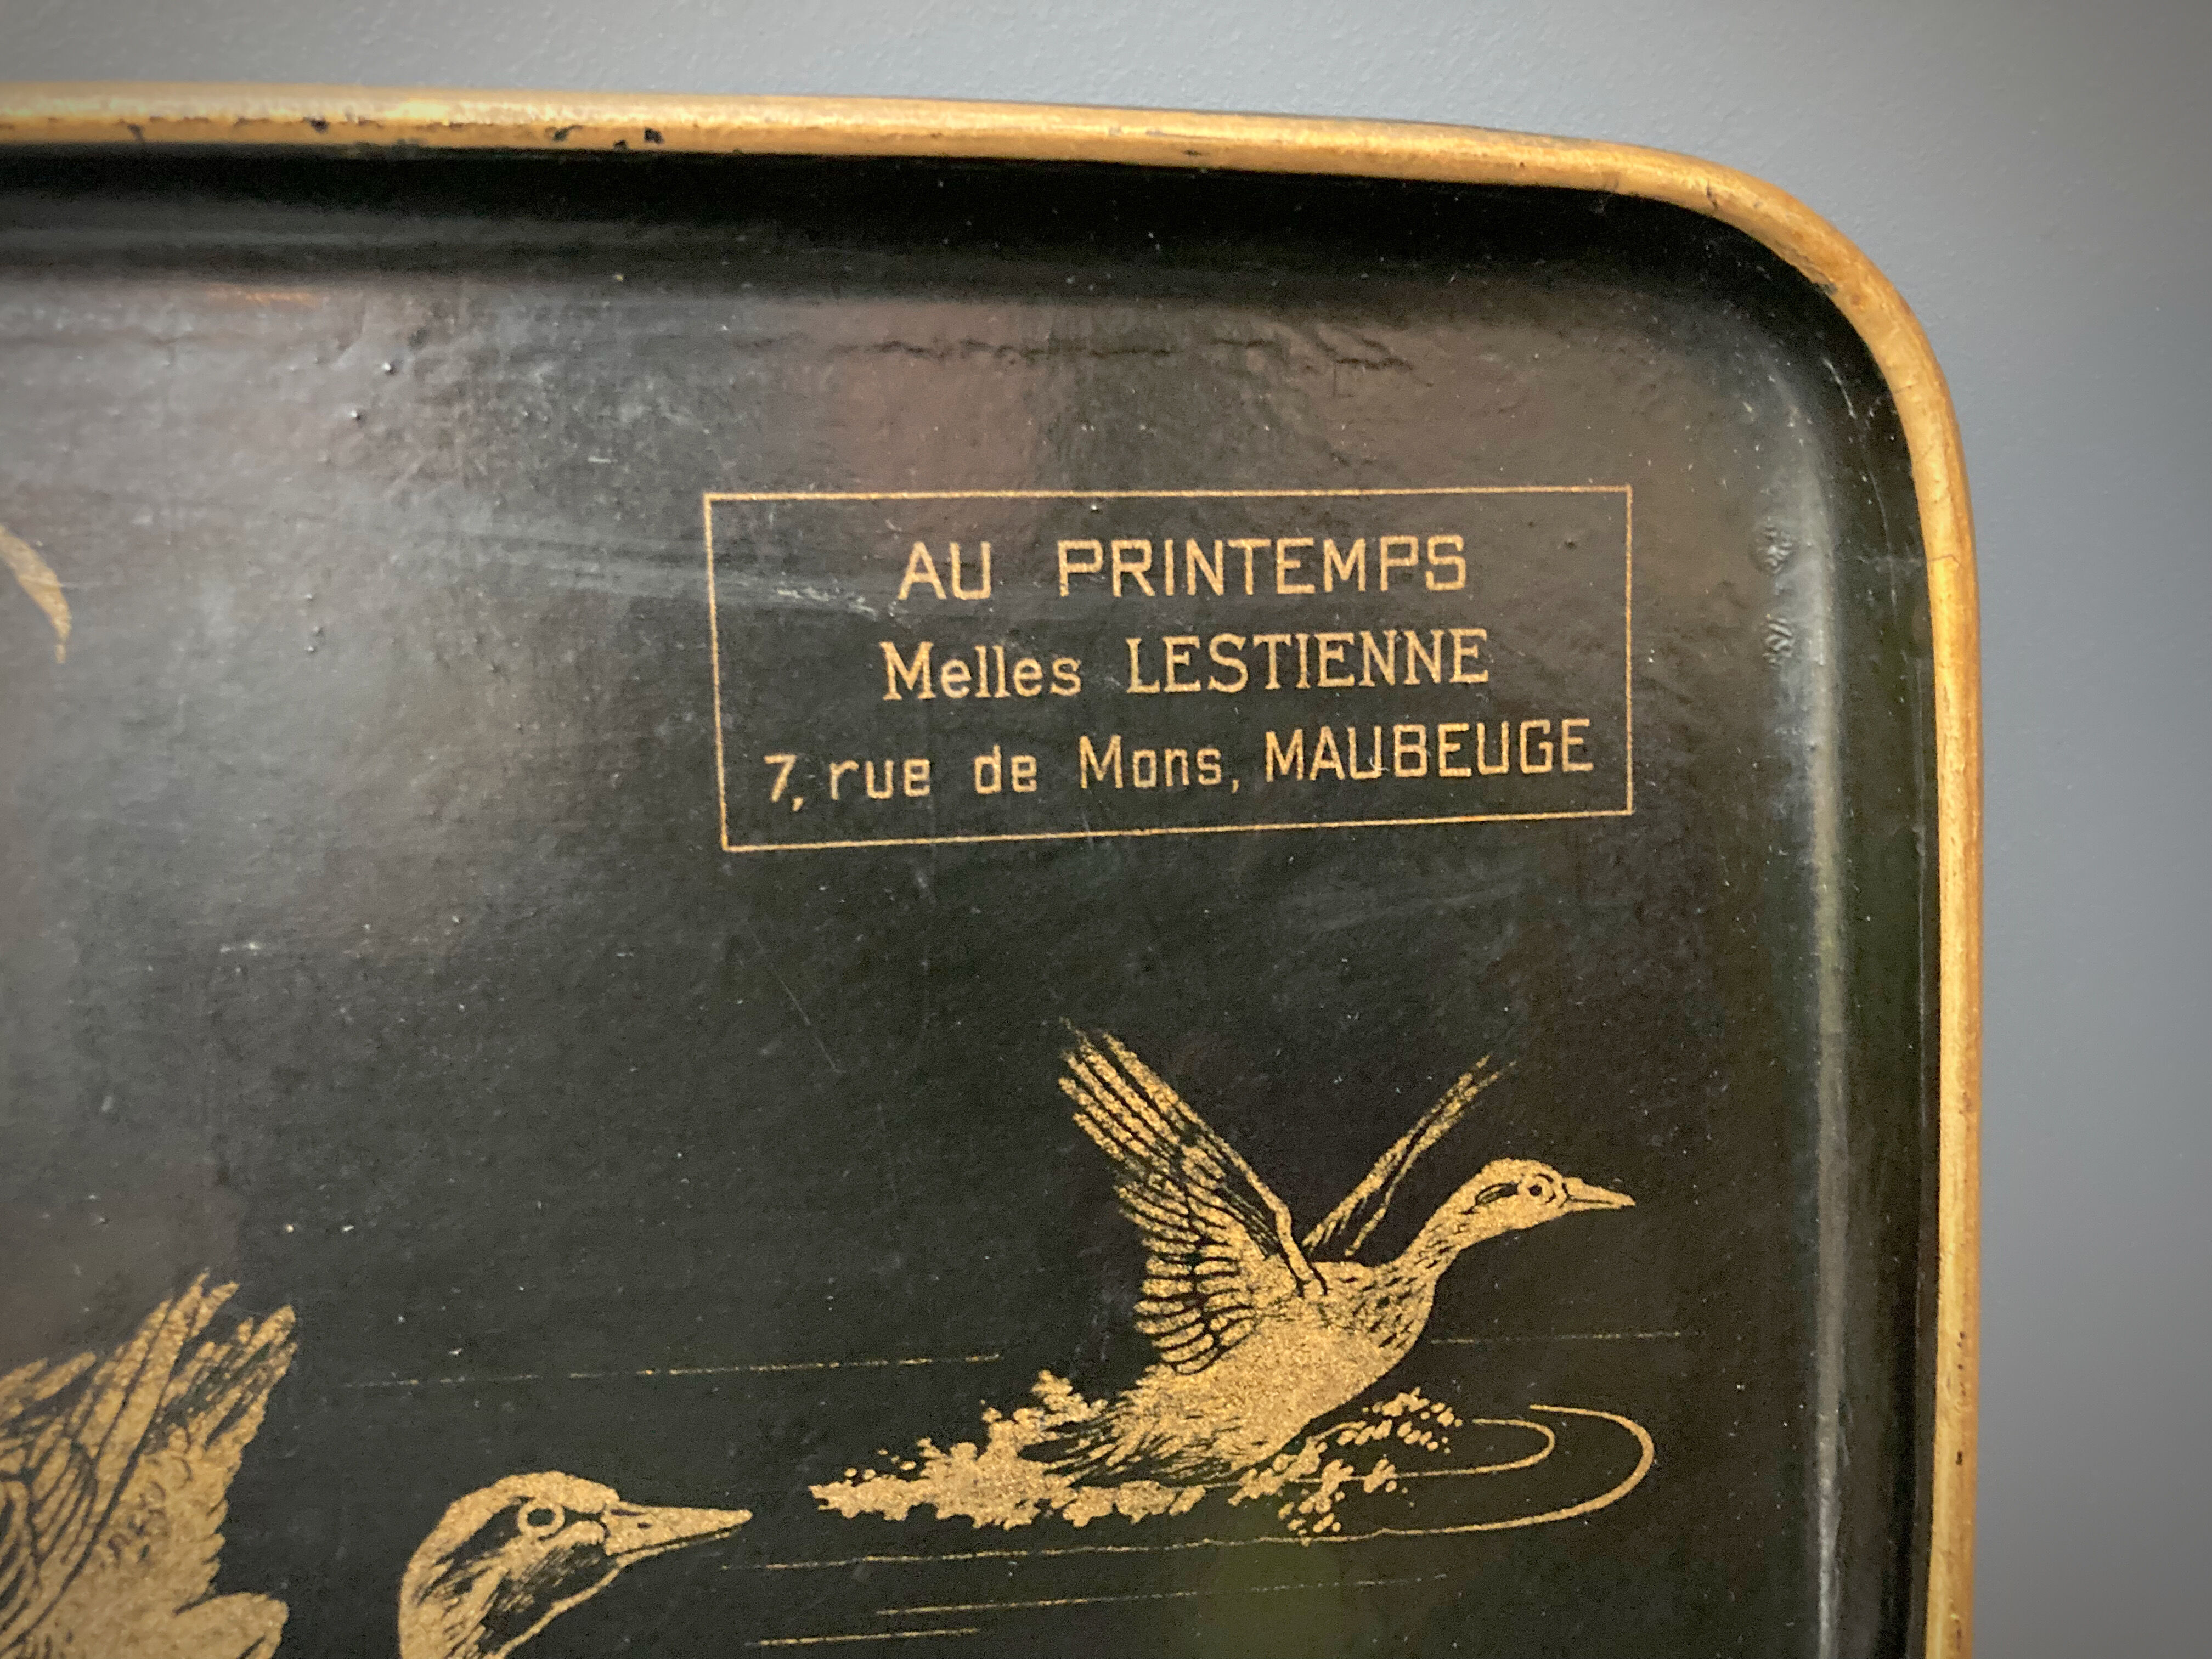 AU PRINTEMPS
Melles LESTIENNE
7, rue de Mons, MAUBEUGE